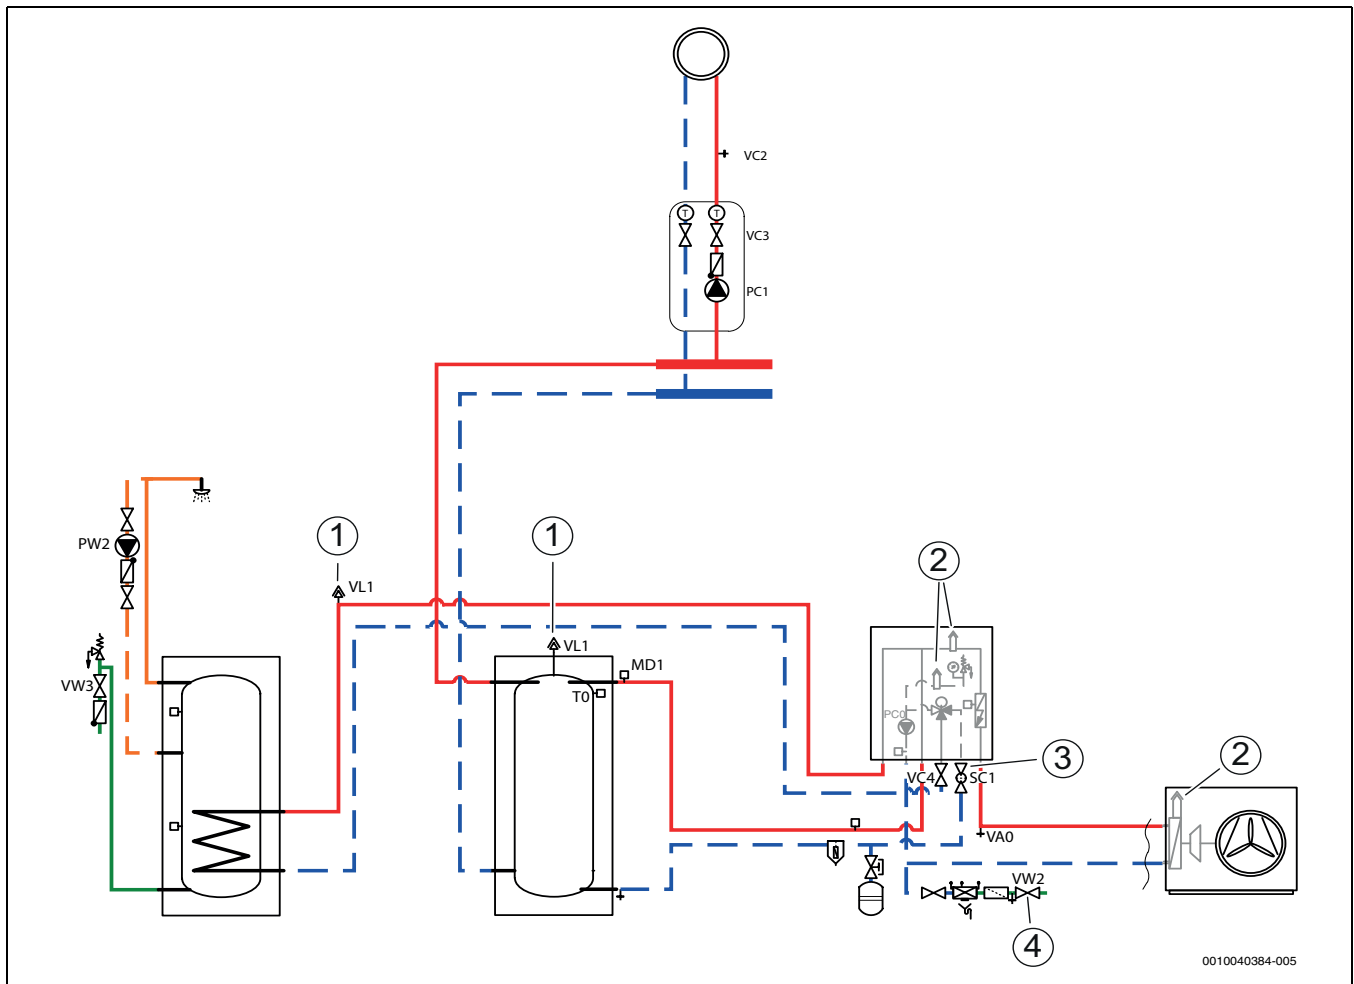 VC2
T T
VC3
PC1
PW2
1
1
2
VL1
VL1
MD1
VW3
T0
PC0
3
2
VC4
SC1
VA0
VW2
4
0010040384-005